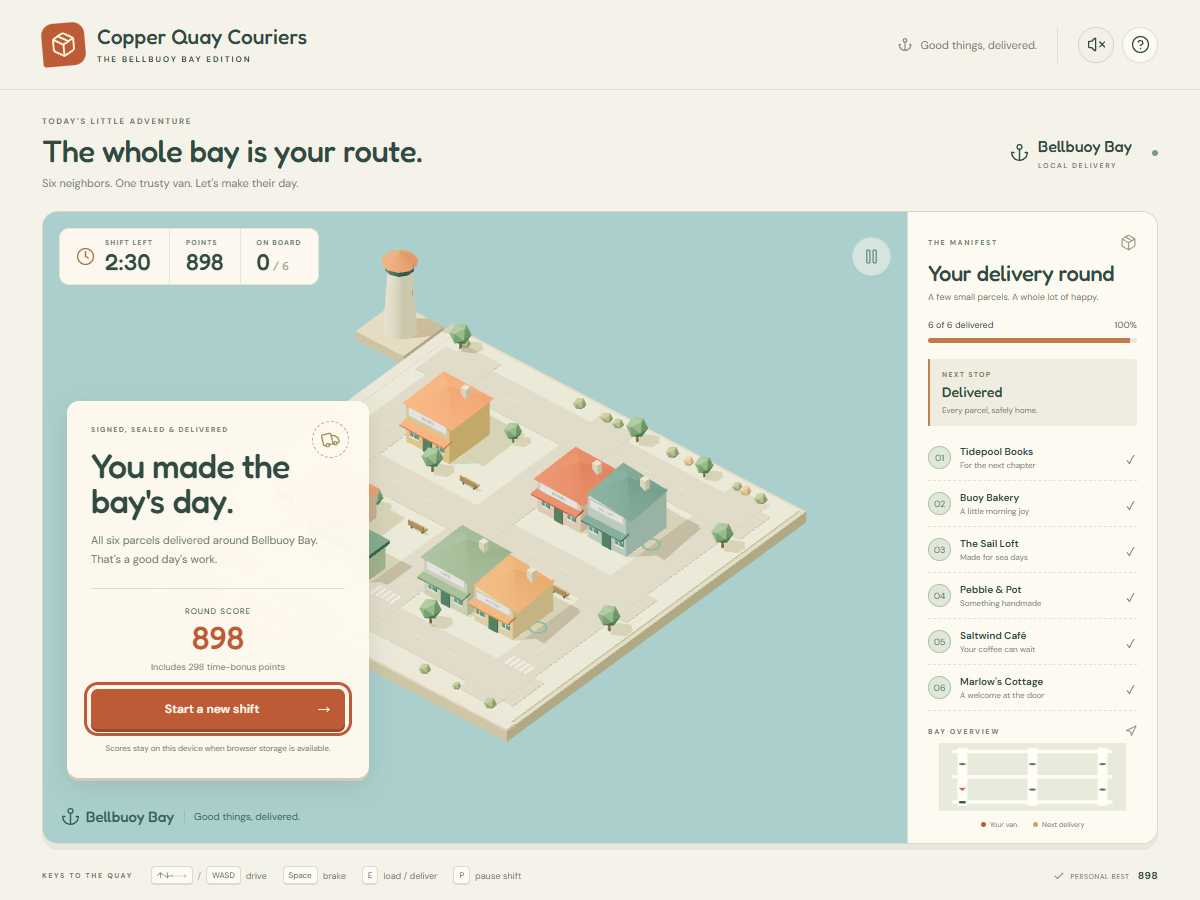 Copper Quay Couriers
THE BELLBUOY BAY EDITION
Good things, delivered.
TODAY'S LITTLE ADVENTURE
The whole bay is your route.
Six neighbors. One trusty van. Let's make their day.
Bellbuoy Bay
LOCAL DELIVERY
SHIFT LEFT
2:30
POINTS
898
ON BOARD
0 / 6
SIGNED, SEALED & DELIVERED
You made the
bay's day.
All six parcels delivered around Bellbuoy Bay.
That's a good day's work.
ROUND SCORE
898
Includes 298 time-bonus points
Start a new shift →
Scores stay on this device when browser storage is available.
Bellbuoy Bay
Good things, delivered.
THE MANIFEST
Your delivery round
A few small parcels. A whole lot of happy.
6 of 6 delivered 100%
NEXT STOP
Delivered
Every parcel, safely home.
01 Tidepool Books ✓
For the next chapter
02 Buoy Bakery ✓
A little morning joy
03 The Sail Loft ✓
Made for sea days
04 Pebble & Pot ✓
Something handmade
05 Saltwind Café ✓
Your coffee can wait
06 Marlow's Cottage ✓
A welcome at the door
BAY OVERVIEW
Your van Next delivery
KEYS TO THE QUAY ↑↓←→ / WASD drive Space brake E load / deliver P pause shift
PERSONAL BEST 898